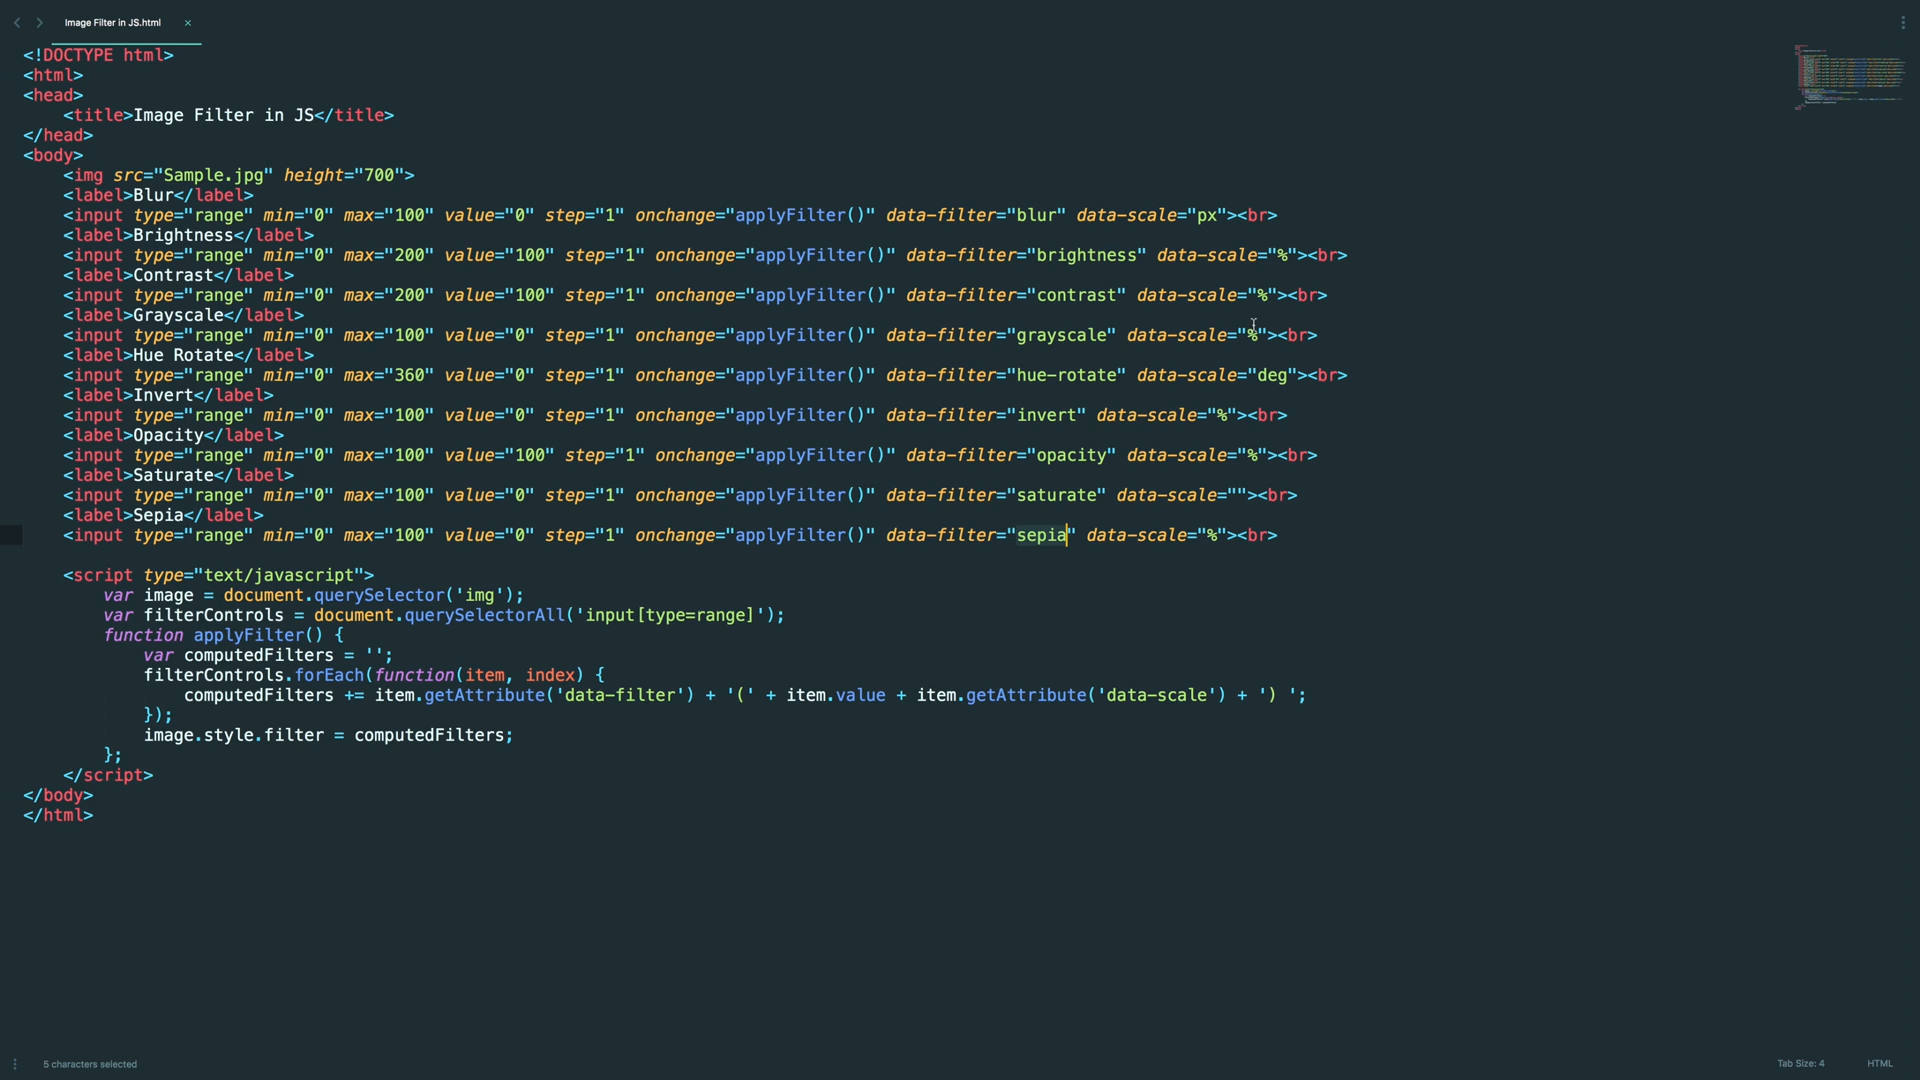 Image Filter in JS.html
<!DOCTYPE html>
<html>
<head>
    <title>Image Filter in JS</title>
</head>
<body>
    <img src="Sample.jpg" height="700">
    <label>Blur</label>
    <input type="range" min="0" max="100" value="0" step="1" onchange="applyFilter()" data-filter="blur" data-scale="px"><br>
    <label>Brightness</label>
    <input type="range" min="0" max="200" value="100" step="1" onchange="applyFilter()" data-filter="brightness" data-scale="%"><br>
    <label>Contrast</label>
    <input type="range" min="0" max="200" value="100" step="1" onchange="applyFilter()" data-filter="contrast" data-scale="%"><br>
    <label>Grayscale</label>
    <input type="range" min="0" max="100" value="0" step="1" onchange="applyFilter()" data-filter="grayscale" data-scale="%"><br>
    <label>Hue Rotate</label>
    <input type="range" min="0" max="360" value="0" step="1" onchange="applyFilter()" data-filter="hue-rotate" data-scale="deg"><br>
    <label>Invert</label>
    <input type="range" min="0" max="100" value="0" step="1" onchange="applyFilter()" data-filter="invert" data-scale="%"><br>
    <label>Opacity</label>
    <input type="range" min="0" max="100" value="100" step="1" onchange="applyFilter()" data-filter="opacity" data-scale="%"><br>
    <label>Saturate</label>
    <input type="range" min="0" max="100" value="0" step="1" onchange="applyFilter()" data-filter="saturate" data-scale=""><br>
    <label>Sepia</label>
    <input type="range" min="0" max="100" value="0" step="1" onchange="applyFilter()" data-filter="sepia" data-scale="%"><br>
    <script type="text/javascript">
        var image = document.querySelector('img');
        var filterControls = document.querySelectorAll('input[type=range]');
        function applyFilter() {
            var computedFilters = '';
            filterControls.forEach(function(item, index) {
                computedFilters += item.getAttribute('data-filter') + '(' + item.value + item.getAttribute('data-scale') + ') ';
            });
            image.style.filter = computedFilters;
        };
    </script>
</body>
</html>
5 characters selected
Tab Size: 4
HTML